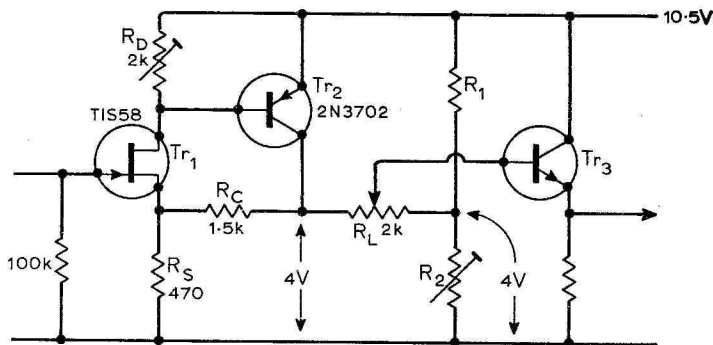 10·5V
R_D
2k
R_1
Tr_2
2N3702
TIS58
Tr_1
Tr_3
R_C
1·5k
R_L 2k
100k
R_S
470
4V
R_2
4V